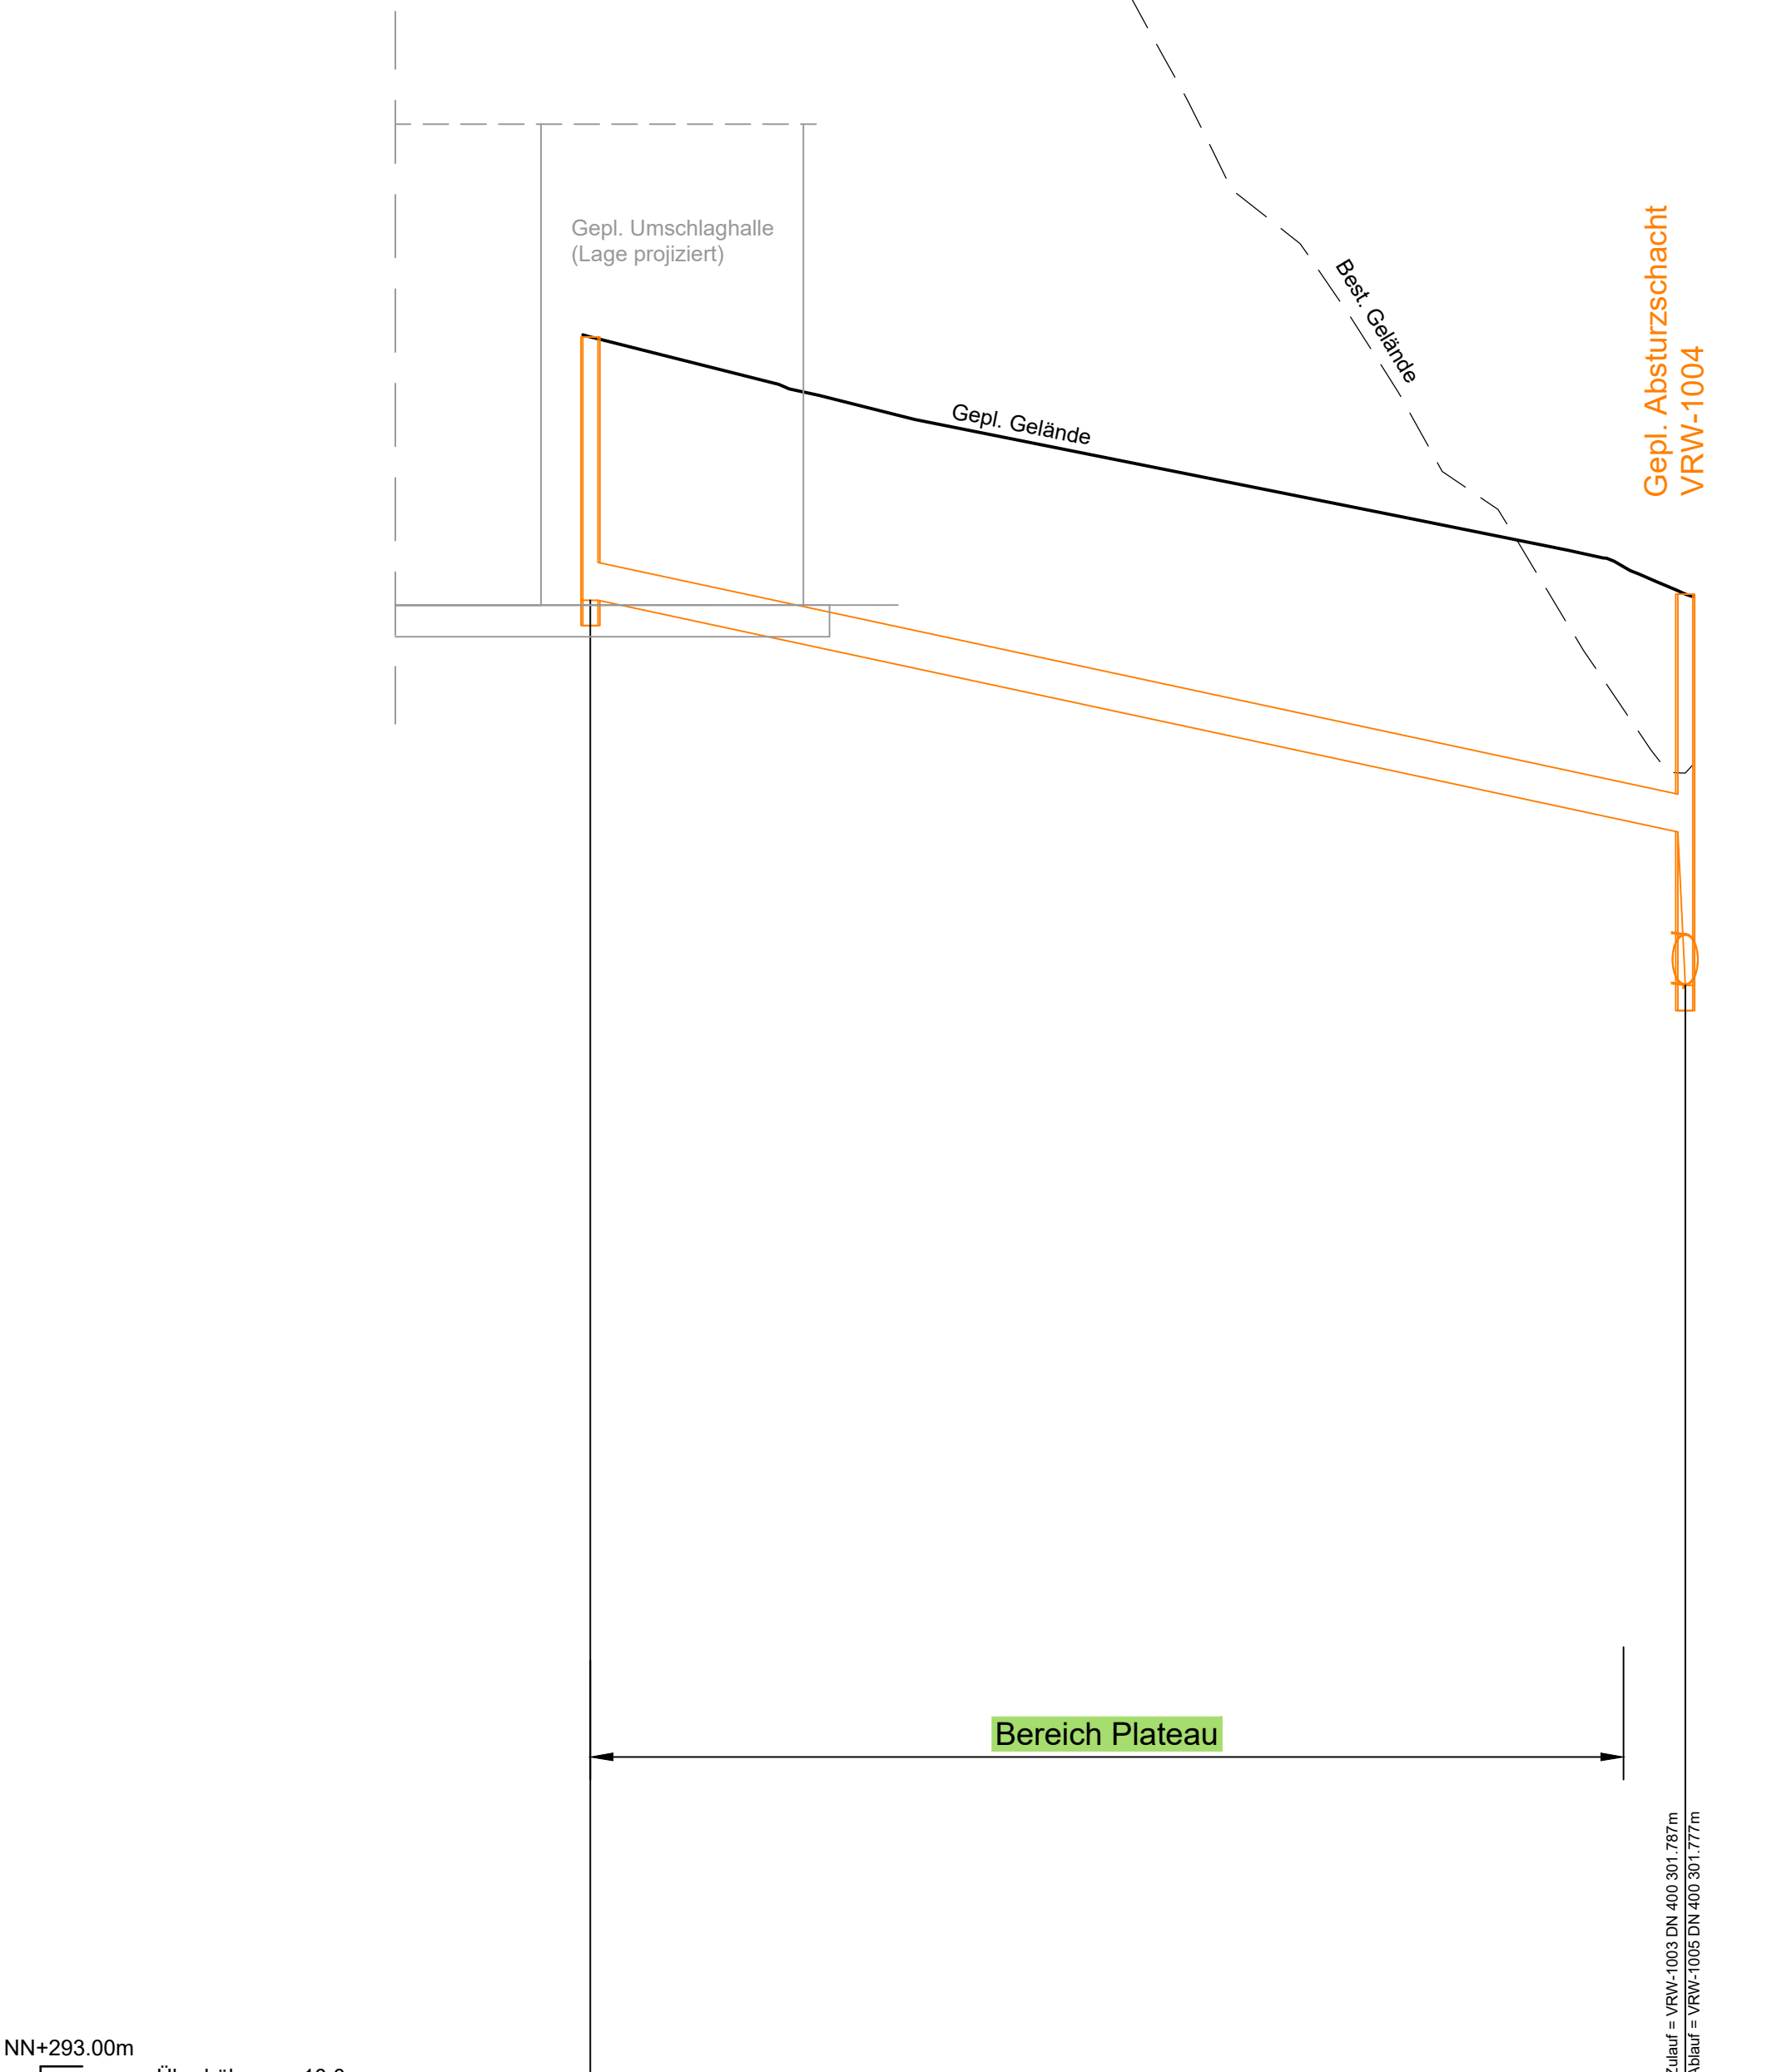 Gepl. Umschlaghalle
(Lage projiziert)
Best. Gelände
Gepl. Absturzschacht
VRW-1004
Gepl. Gelände
Bereich Plateau
Zulauf = VRW-1003 DN 400 301.787m
Ablauf = VRW-1005 DN 400 301.777m
NN+293.00m